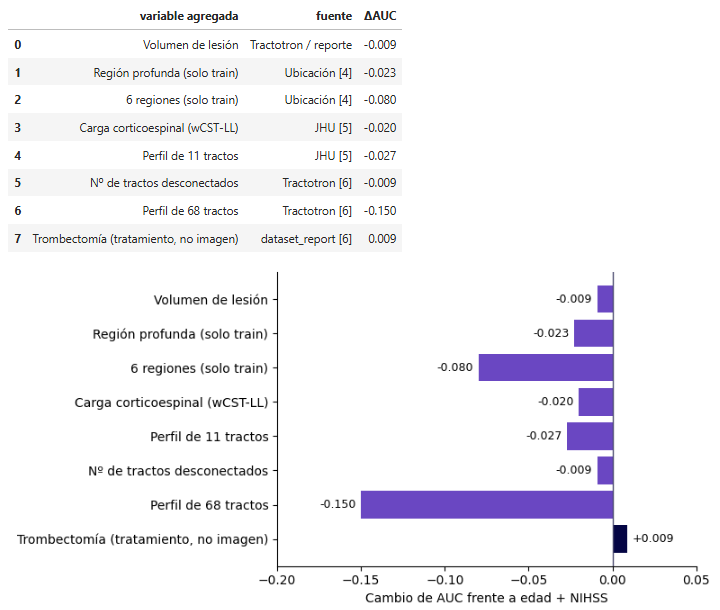 variable agregada fuente ΔAUC
0 Volumen de lesión Tractotron / reporte -0.009
1 Región profunda (solo train) Ubicación [4] -0.023
2 6 regiones (solo train) Ubicación [4] -0.080
3 Carga corticoespinal (wCST-LL) JHU [5] -0.020
4 Perfil de 11 tractos JHU [5] -0.027
5 Nº de tractos desconectados Tractotron [6] -0.009
6 Perfil de 68 tractos Tractotron [6] -0.150
7 Trombectomía (tratamiento, no imagen) dataset_report [6] 0.009
Volumen de lesión -0.009
Región profunda (solo train) -0.023
6 regiones (solo train) -0.080
Carga corticoespinal (wCST-LL) -0.020
Perfil de 11 tractos -0.027
Nº de tractos desconectados -0.009
Perfil de 68 tractos -0.150
Trombectomía (tratamiento, no imagen) +0.009
−0.20 −0.15 −0.10 −0.05 0.00 0.05
Cambio de AUC frente a edad + NIHSS